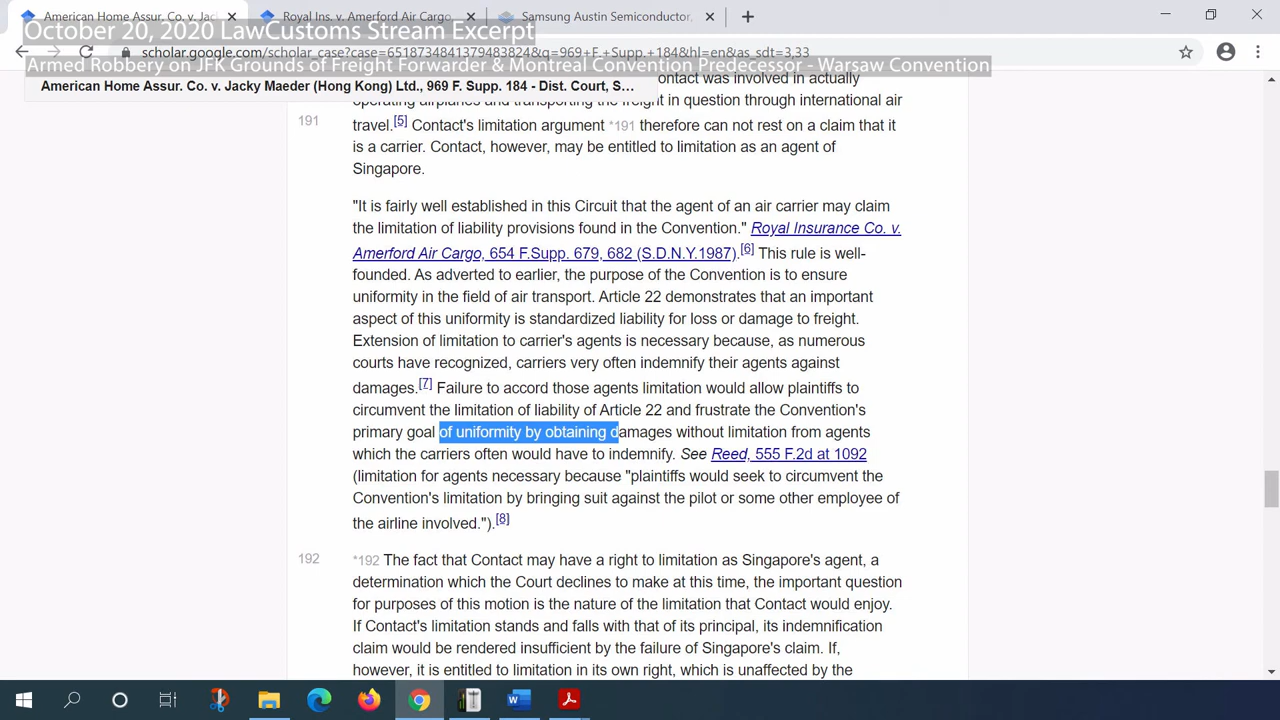 American Home Assur. Co. v. Jack
Royal Ins. v. Amerford Air Cargo,
Samsung Austin Semiconductor,
October 20, 2020 LawCustoms Stream Excerpt
scholar.google.com/scholar_case?case=6518734841379483824&q=969+F.+Supp.+184&hl=en&as_sdt=3,33
Armed Robbery on JFK Grounds of Freight Forwarder & Montreal Convention Predecessor - Warsaw Convention
American Home Assur. Co. v. Jacky Maeder (Hong Kong) Ltd., 969 F. Supp. 184 - Dist. Court, S...
ontact was involved in actually
operating airplanes and transporting the freight in question through international air
191
travel.[5] Contact's limitation argument *191 therefore can not rest on a claim that it
is a carrier. Contact, however, may be entitled to limitation as an agent of
Singapore.
"It is fairly well established in this Circuit that the agent of an air carrier may claim
the limitation of liability provisions found in the Convention." Royal Insurance Co. v.
Amerford Air Cargo, 654 F.Supp. 679, 682 (S.D.N.Y.1987).[6] This rule is well-
founded. As adverted to earlier, the purpose of the Convention is to ensure
uniformity in the field of air transport. Article 22 demonstrates that an important
aspect of this uniformity is standardized liability for loss or damage to freight.
Extension of limitation to carrier's agents is necessary because, as numerous
courts have recognized, carriers very often indemnify their agents against
damages.[7] Failure to accord those agents limitation would allow plaintiffs to
circumvent the limitation of liability of Article 22 and frustrate the Convention's
primary goal of uniformity by obtaining damages without limitation from agents
which the carriers often would have to indemnify. See Reed, 555 F.2d at 1092
(limitation for agents necessary because "plaintiffs would seek to circumvent the
Convention's limitation by bringing suit against the pilot or some other employee of
the airline involved.").[8]
192
*192 The fact that Contact may have a right to limitation as Singapore's agent, a
determination which the Court declines to make at this time, the important question
for purposes of this motion is the nature of the limitation that Contact would enjoy.
If Contact's limitation stands and falls with that of its principal, its indemnification
claim would be rendered insufficient by the failure of Singapore's claim. If,
however, it is entitled to limitation in its own right, which is unaffected by the